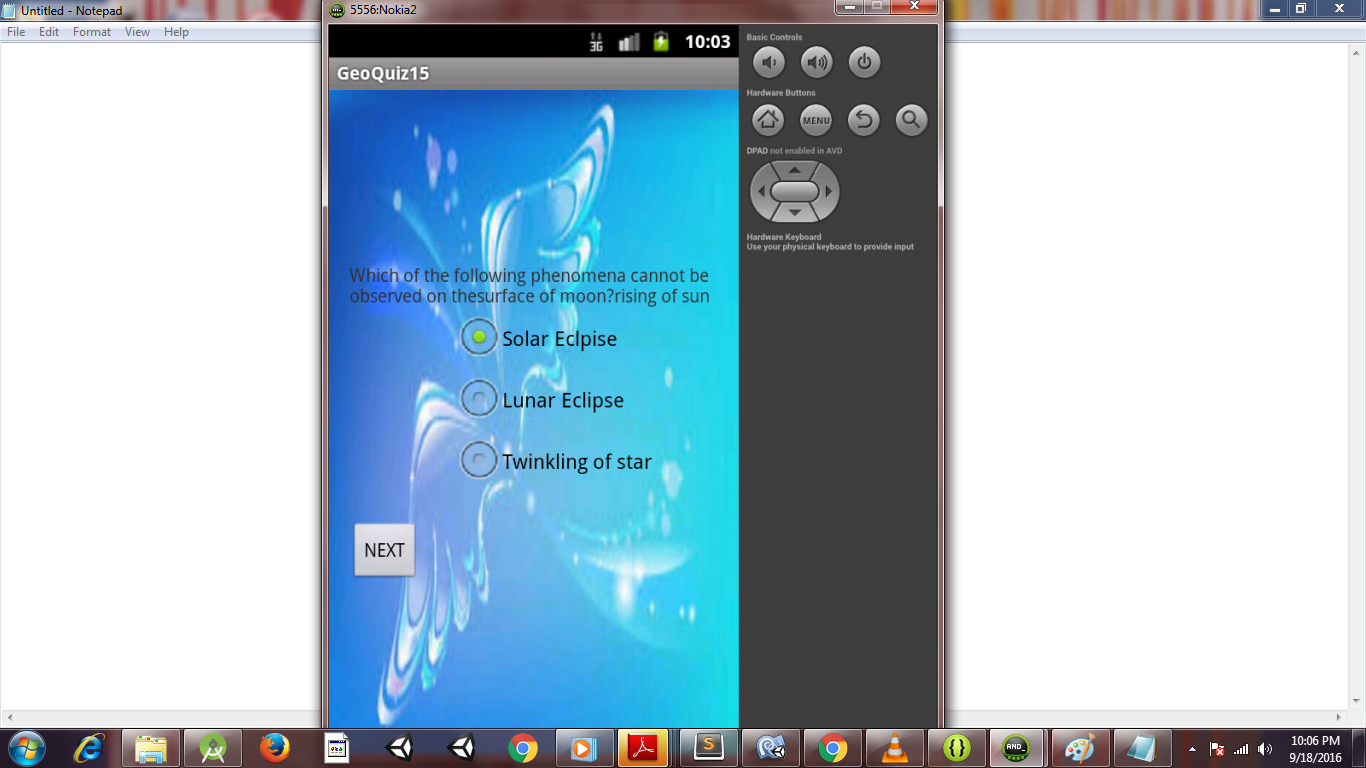 Untitled - Notepad
File Edit Format View Help
5556:Nokia2
3G 10:03
GeoQuiz15
Which of the following phenomena cannot be
observed on thesurface of moon?rising of sun
Solar Eclpise
Lunar Eclipse
Twinkling of star
NEXT
Basic Controls
Hardware Buttons
MENU
DPAD not enabled in AVD
Hardware Keyboard
Use your physical keyboard to provide input
S
AND_
10:06 PM
9/18/2016